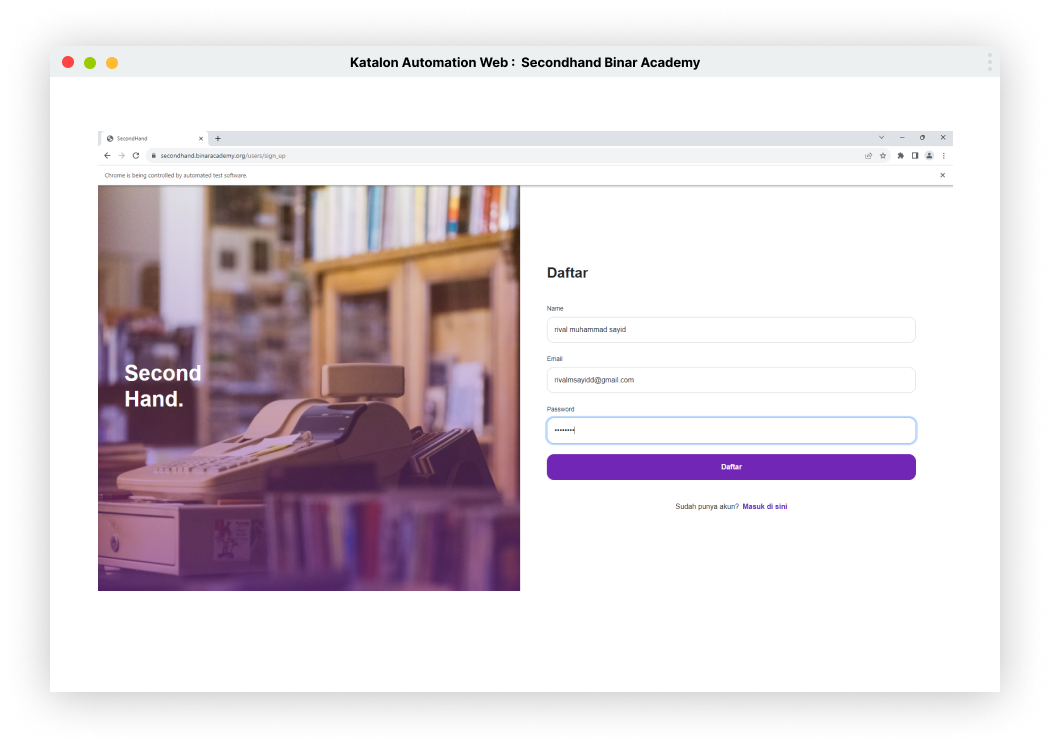 Katalon Automation Web : Secondhand Binar Academy
SecondHand
secondhand.binaracademy.org/users/sign_up
Chrome is being controlled by automated test software.
Second
Hand.
Daftar
Name
rival muhammad sayid
Email
rivalmsayidd@gmail.com
Password
••••••••
Daftar
Sudah punya akun? Masuk di sini